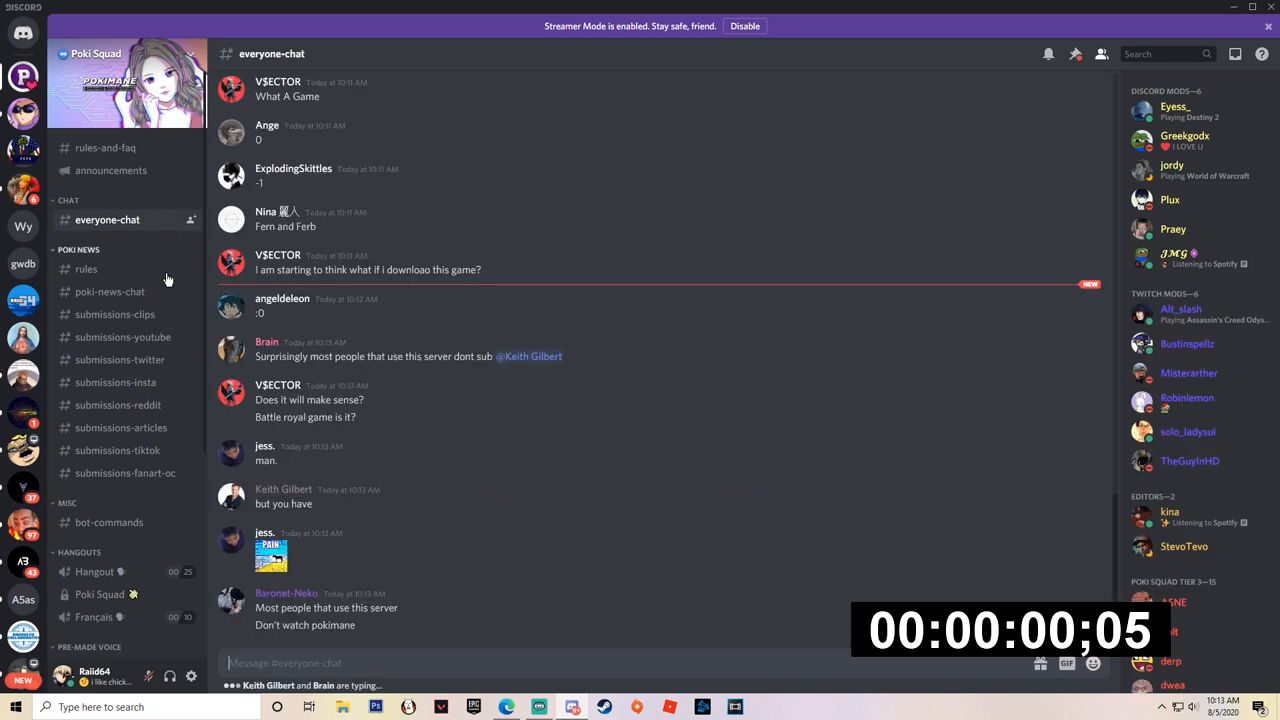 DISCORD
Streamer Mode is enabled. Stay safe, friend. Disable
Poki Squad
POKIMANE
rules-and-faq
announcements
CHAT
everyone-chat
POKI NEWS
rules
poki-news-chat
submissions-clips
submissions-youtube
submissions-twitter
submissions-insta
submissions-reddit
submissions-articles
submissions-tiktok
submissions-fanart-oc
MISC
bot-commands
HANGOUTS
Hangout 00 25
Poki Squad
Français 00 10
PRE-MADE VOICE
Raiid64
i like chick...
6
Wy
gwdb
1
37
97
43
A5as
NEW
everyone-chat
Search
V$ECTOR Today at 10:11 AM
What A Game
Ange Today at 10:11 AM
0
ExplodingSkittles Today at 10:11 AM
-1
Nina 麗人 Today at 10:11 AM
Fern and Ferb
V$ECTOR Today at 10:11 AM
I am starting to think what if i downloao this game?
NEW
angeldeleon Today at 10:12 AM
:0
Brain Today at 10:13 AM
Surprisingly most people that use this server dont sub @Keith Gilbert
V$ECTOR Today at 10:13 AM
Does it will make sense?
Battle royal game is it?
jess. Today at 10:13 AM
man.
Keith Gilbert Today at 10:13 AM
but you have
jess. Today at 10:13 AM
PAIN
Baronet-Neko Today at 10:13 AM
Most people that use this server
Don't watch pokimane
Message #everyone-chat
GIF
Keith Gilbert and Brain are typing...
DISCORD MODS—6
Eyess_
Playing Destiny 2
Greekgodx
I LOVE U
jordy
Playing World of Warcraft
Plux
Praey
JMG
Listening to Spotify
TWITCH MODS—6
Alt_slash
Playing Assassin's Creed Odys...
Bustinspellz
Misterarther
Robinlemon
solo_ladysui
TheGuyInHD
EDITORS—2
kina
Listening to Spotify
StevoTevo
POKI SQUAD TIER 3—15
derp
dwea
00:00:00;05
Type here to search
10:13 AM
8/5/2020
2